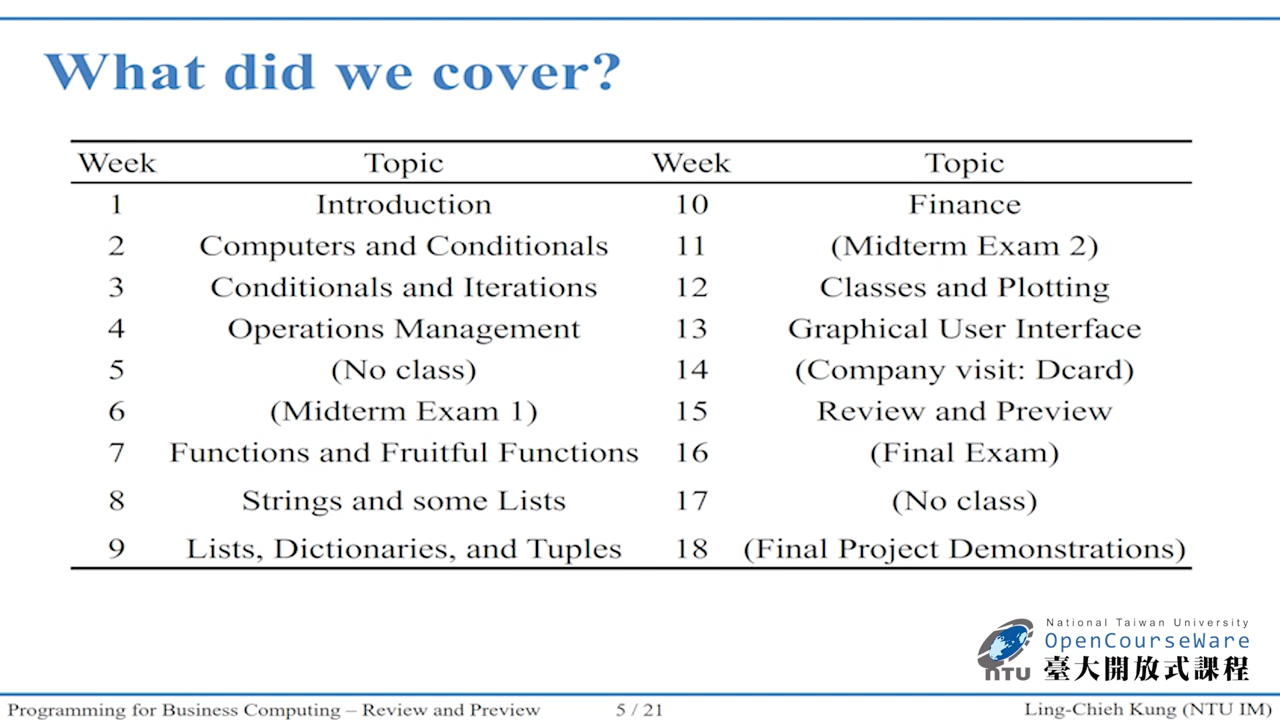 What did we cover?
Week Topic Week Topic
1 Introduction 10 Finance
2 Computers and Conditionals 11 (Midterm Exam 2)
3 Conditionals and Iterations 12 Classes and Plotting
4 Operations Management 13 Graphical User Interface
5 (No class) 14 (Company visit: Dcard)
6 (Midterm Exam 1) 15 Review and Preview
7 Functions and Fruitful Functions 16 (Final Exam)
8 Strings and some Lists 17 (No class)
9 Lists, Dictionaries, and Tuples 18 (Final Project Demonstrations)
National Taiwan University
OpenCourseWare
臺大開放式課程
NTU
Programming for Business Computing – Review and Preview 5 / 21 Ling-Chieh Kung (NTU IM)